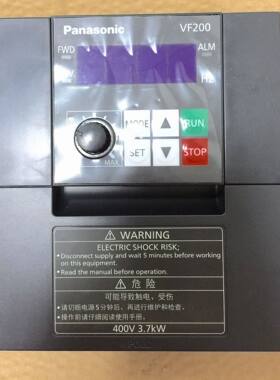 Panasonic VF200
FWD ALM
Hz
MODE ▲ RUN
MAX
SET ▼ STOP
⚠ WARNING
ELECTRIC SHOCK RISK;
• Disconnect supply and wait 5 minutes before working
on this equipment.
• Read the manual before operation.
⚠ 危 险
可能导致触电、受伤
• 请切断电源5分钟后，再进行维护和检查。
• 操作前请仔细阅读使用手册。
400V 3.7kW